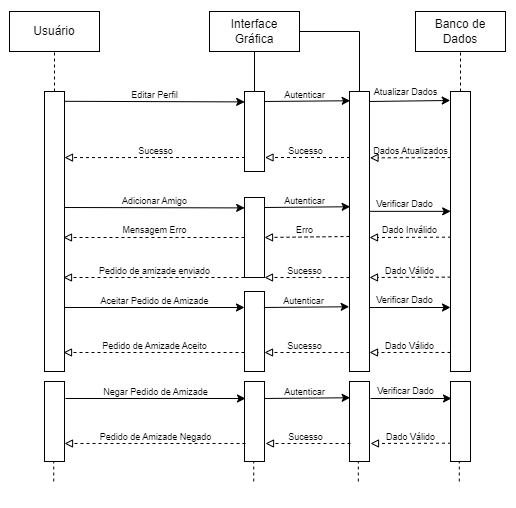 Usuário
Interface
Gráfica
Banco de
Dados
Editar Perfil
Autenticar
Atualizar Dados
Sucesso
Sucesso
Dados Atualizados
Adicionar Amigo
Autenticar
Verificar Dado
Mensagem Erro
Erro
Dado Inválido
Pedido de amizade enviado
Sucesso
Dado Válido
Aceitar Pedido de Amizade
Autenticar
Verificar Dado
Pedido de Amizade Aceito
Sucesso
Dado Válido
Negar Pedido de Amizade
Autenticar
Verificar Dado
Pedido de Amizade Negado
Sucesso
Dado Válido